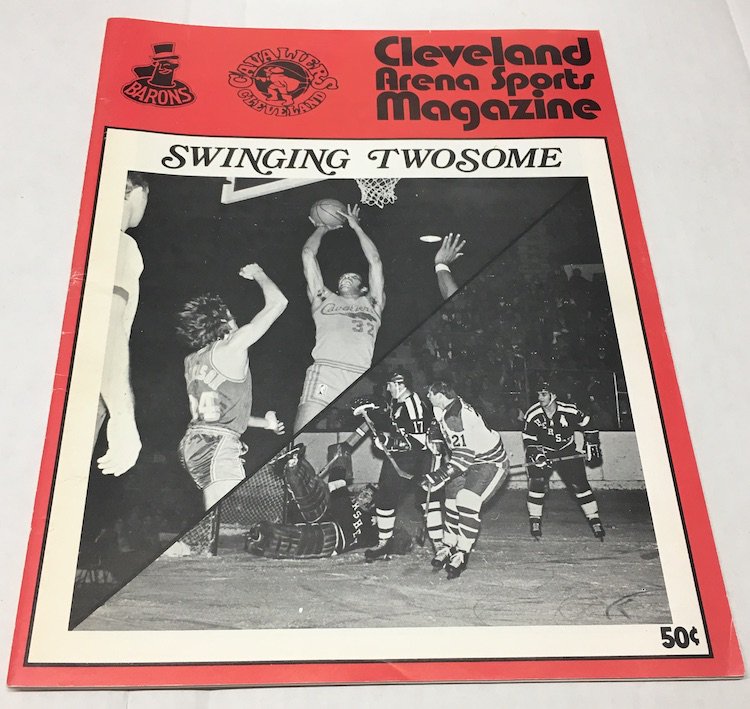 BARONS
CAVALIERS
CLEVELAND
Cleveland
Arena Sports
Magazine
SWINGING TWOSOME
Cavaliers
32
17
21
A
50¢